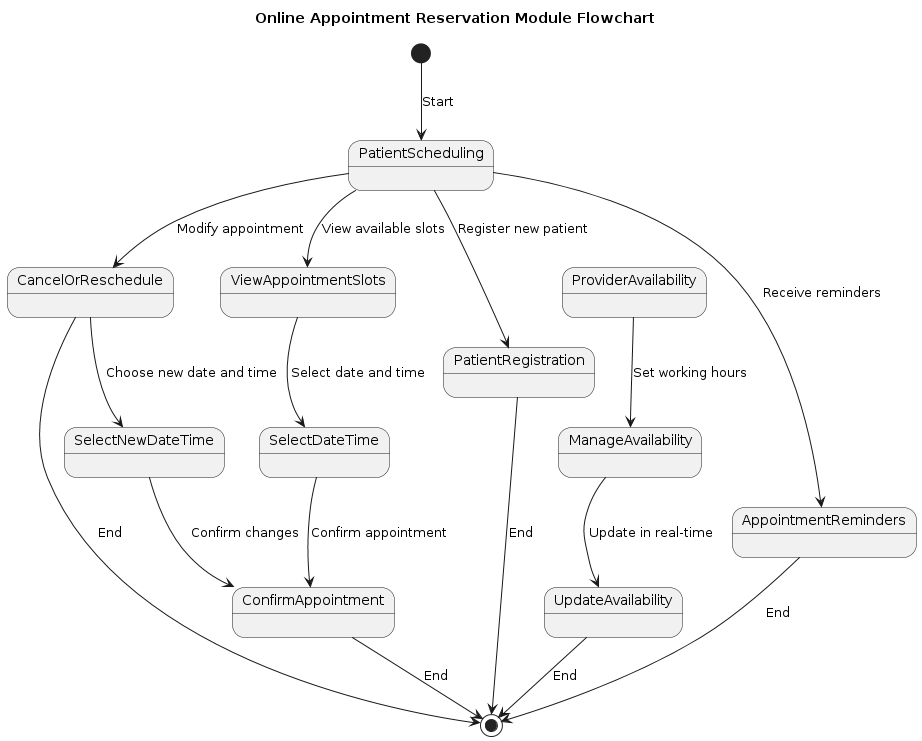 Online Appointment Reservation Module Flowchart
Start
PatientScheduling
Modify appointment
View available slots
Register new patient
CancelOrReschedule
ViewAppointmentSlots
ProviderAvailability
Receive reminders
PatientRegistration
Choose new date and time
Select date and time
Set working hours
SelectNewDateTime
SelectDateTime
ManageAvailability
AppointmentReminders
End
Confirm changes
Confirm appointment
End
Update in real-time
ConfirmAppointment
UpdateAvailability
End
End
End